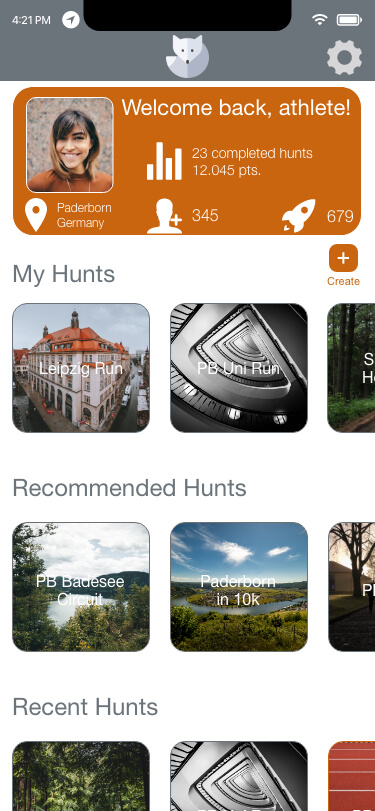 4:21 PM
Welcome back, athlete!
23 completed hunts
12.045 pts.
Paderborn
Germany
345
679
My Hunts
Create
Leipzig Run
PB Uni Run
Recommended Hunts
PB Badesee
Circuit
Paderborn
in 10k
Recent Hunts